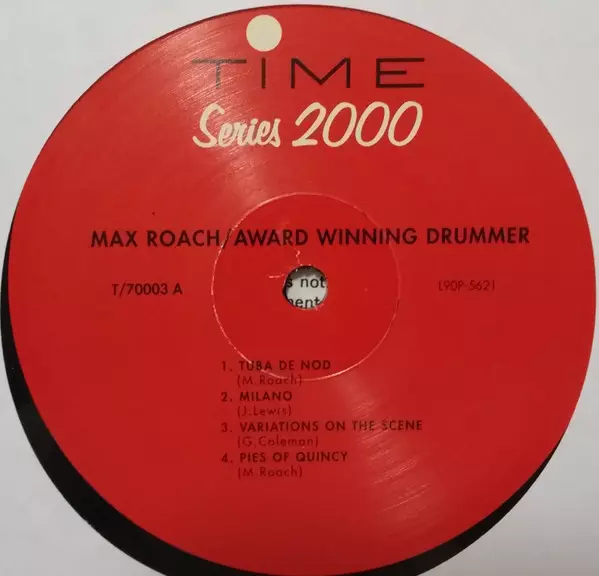 TIME
Series 2000
MAX ROACH/AWARD WINNING DRUMMER
T/70003 A
L90P-5621
s not
ment
1. TUBA DE NOD
(M. Roach)
2. MILANO
(J. Lewis)
3. VARIATIONS ON THE SCENE
(G. Coleman)
4. PIES OF QUINCY
(M. Roach)